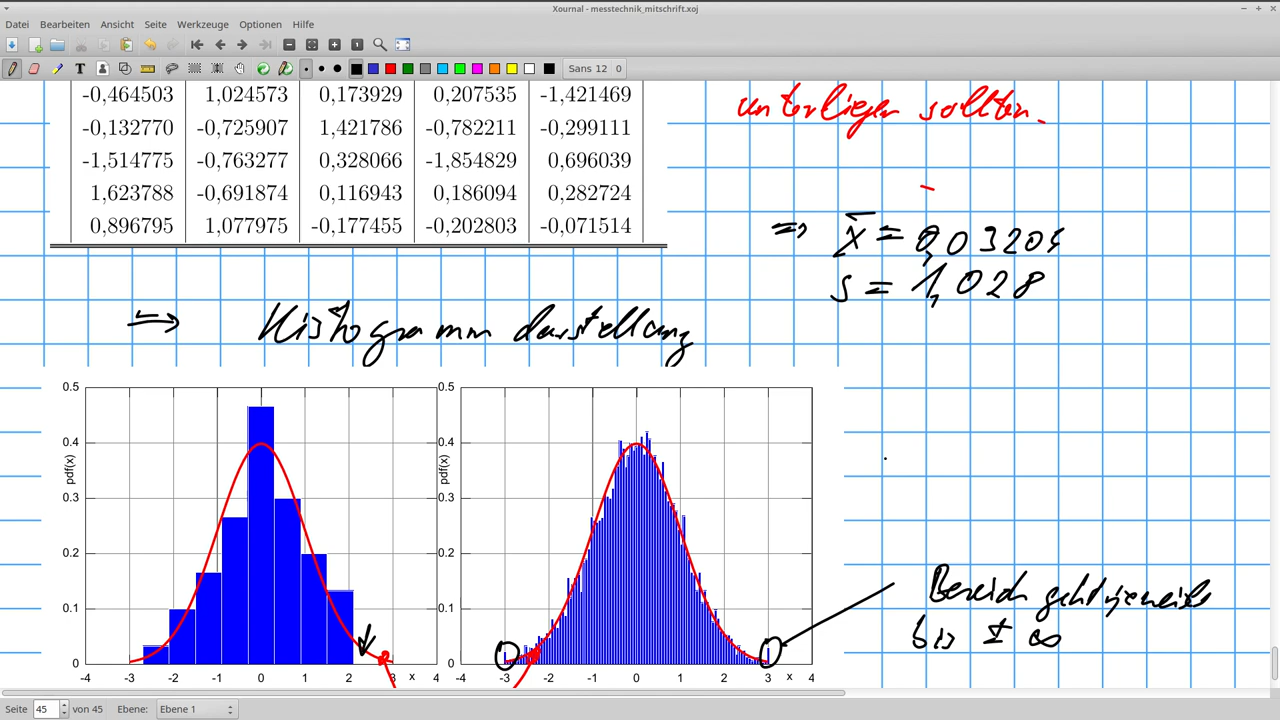 Xournal - messtechnik_mitschrift.xoj
Datei Bearbeiten Ansicht Seite Werkzeuge Optionen Hilfe
Sans 12 0
-0,464503 1,024573 0,173929 0,207535 -1,421469
-0,132770 -0,725907 1,421786 -0,782211 -0,299111
-1,514775 -0,763277 0,328066 -1,854829 0,696039
1,623788 -0,691874 0,116943 0,186094 0,282724
0,896795 1,077975 -0,177455 -0,202803 -0,071514
unterliegen sollten.
⇒ x̄ = 0,03205
s = 1,028
⇒ Histogramm darstellung
0.5
0.4
0.3
0.2
0.1
0
pdf(x)
-4 -3 -2 -1 0 1 2 3 x 4
0.5
0.4
0.3
0.2
0.1
0
pdf(x)
-4 -3 -2 -1 0 1 2 3 x 4
Bereich geht jeweils
bis ± ∞
Seite 45 von 45 Ebene: Ebene 1